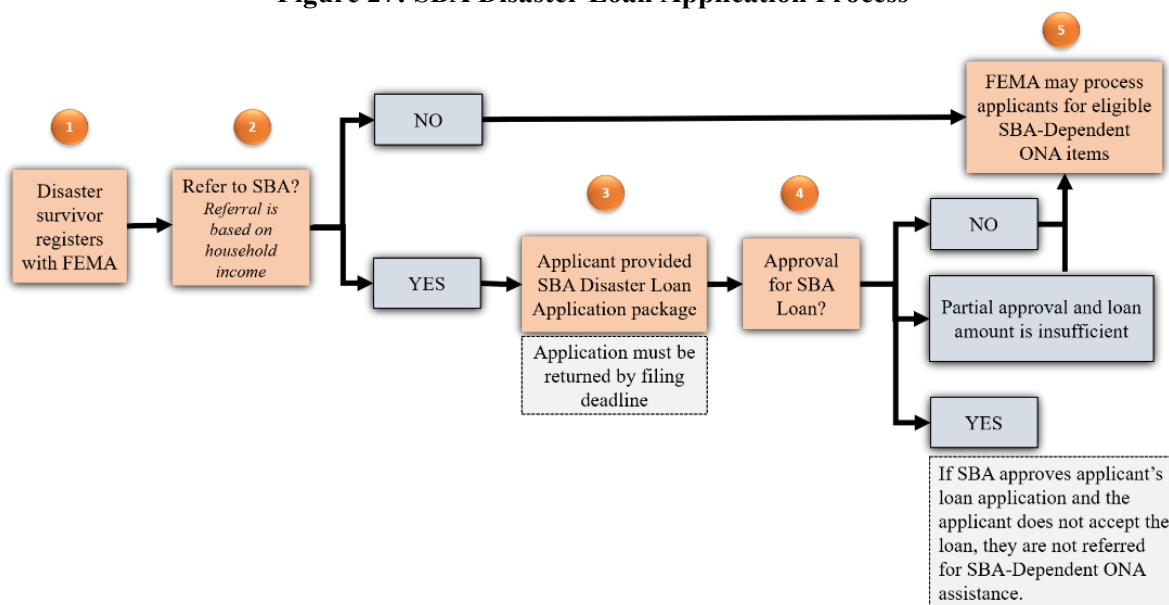 Figure 27: SBA Disaster Loan Application Process
1
Disaster
survivor
registers
with FEMA
2
Refer to SBA?
Referral is
based on
household
income
NO
YES
3
Applicant provided
SBA Disaster Loan
Application package
Application must be
returned by filing
deadline
4
Approval
for SBA
Loan?
5
FEMA may process
applicants for eligible
SBA-Dependent
ONA items
NO
Partial approval and loan
amount is insufficient
YES
If SBA approves applicant’s
loan application and the
applicant does not accept the
loan, they are not referred
for SBA-Dependent ONA
assistance.